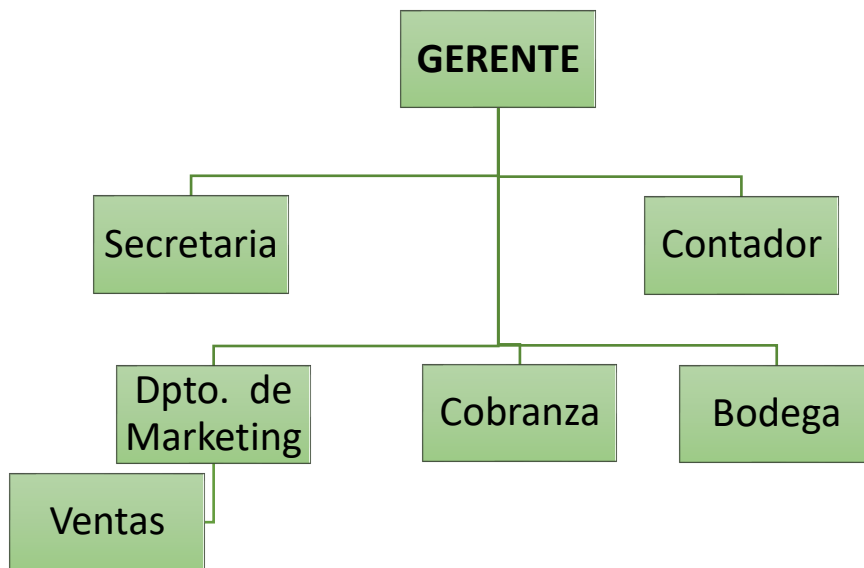 GERENTE
Secretaria
Contador
Dpto. de
Marketing
Cobranza
Bodega
Ventas